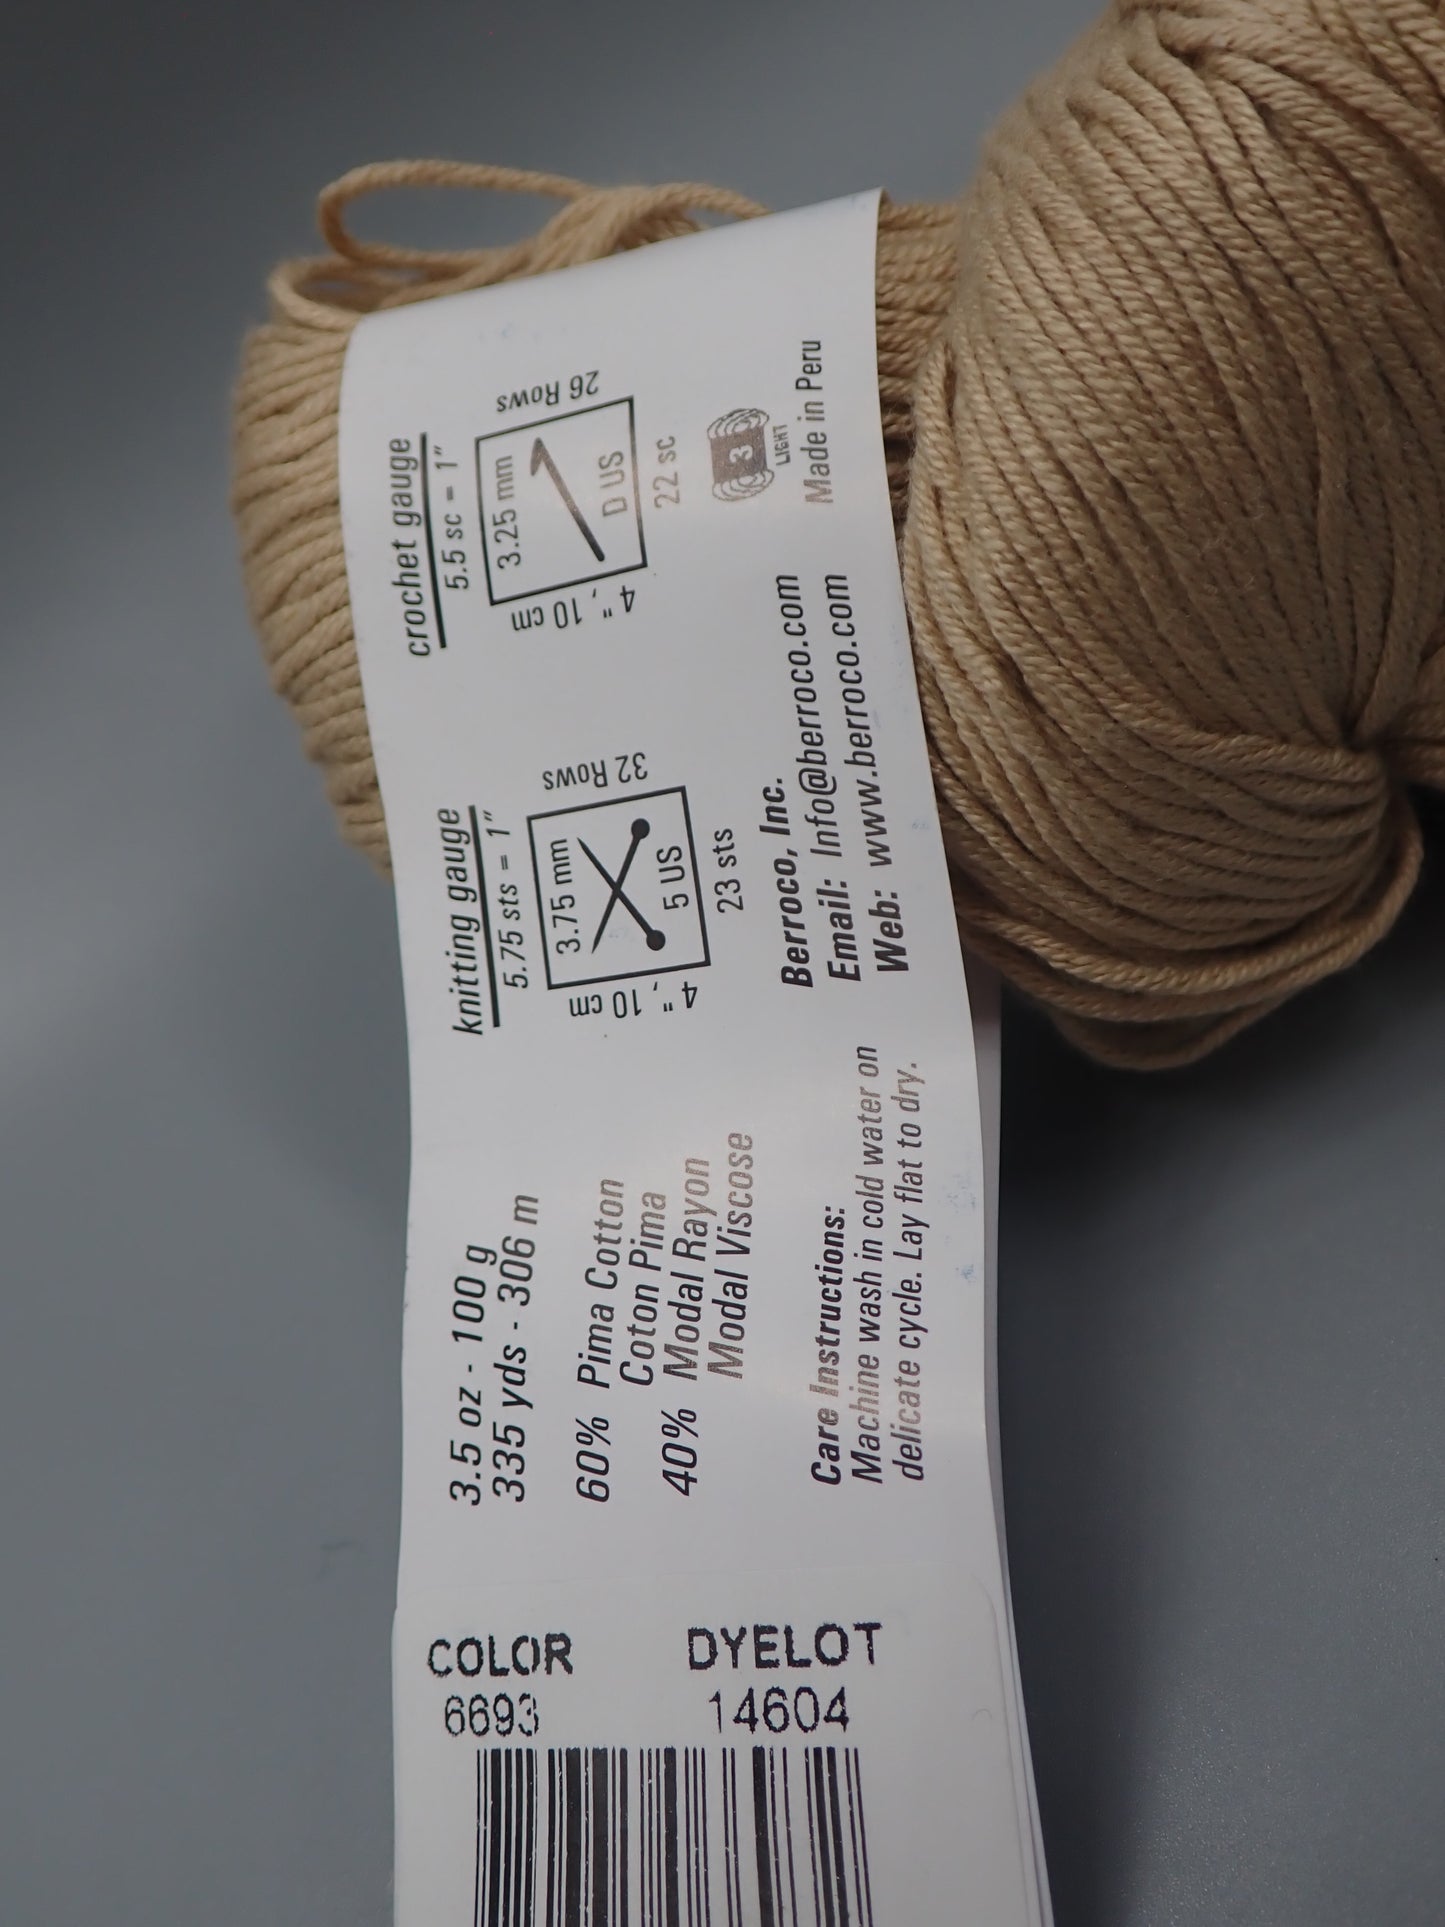 COLOR
6693
DYELOT
14604
3.5 oz - 100 g
335 yds - 306 m
60% Pima Cotton
Coton Pima
40% Modal Rayon
Modal Viscose
Care Instructions:
Machine wash in cold water on
delicate cycle. Lay flat to dry.
knitting gauge
5.75 sts = 1"
4", 10 cm
3.75 mm
5 US
32 Rows
23 sts
crochet gauge
5.5 sc = 1"
4", 10 cm
3.25 mm
D US
26 Rows
22 sc
Berroco, Inc.
Email: Info@berroco.com
Web: www.berroco.com
3
LIGHT
Made in Peru